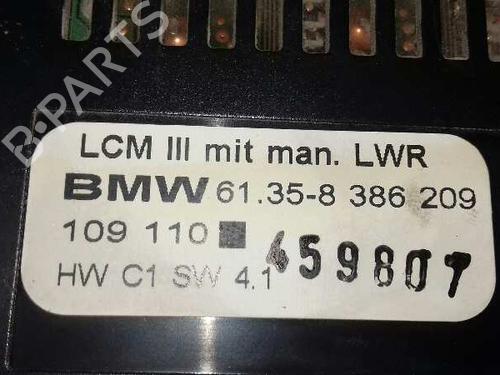 B-PARTS
LCM III mit man. LWR
BMW 61.35-8 386 209
109 110
459807
HW C1 SW 4.1